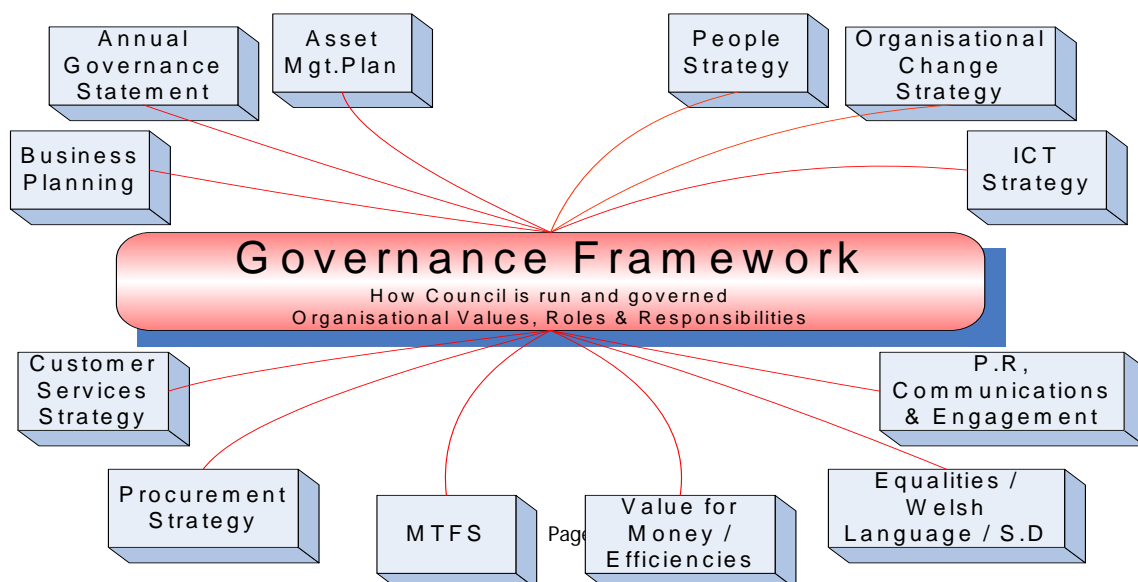 Annual
Governance
Statement
Asset
Mgt.Plan
People
Strategy
Organisational
Change
Strategy
Business
Planning
ICT
Strategy
Governance Framework
How Council is run and governed
Organisational Values, Roles & Responsibilities
Customer
Services
Strategy
P.R,
Communications
& Engagement
Procurement
Strategy
MTFS
Value for
Money /
Efficiencies
Equalities /
Welsh
Language / S.D